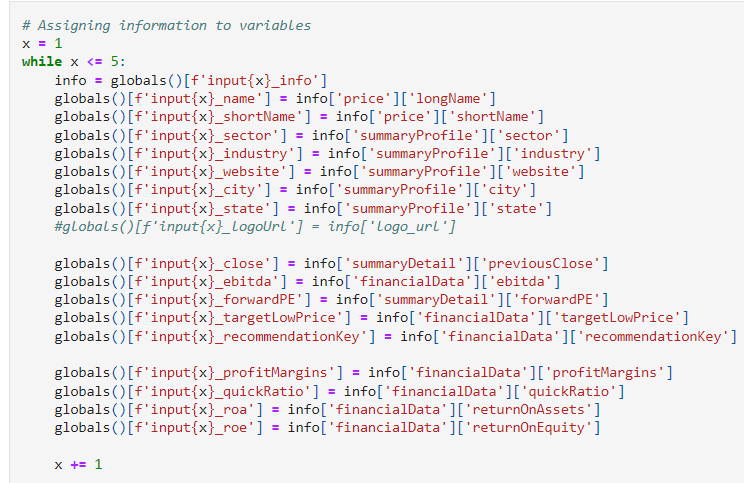 # Assigning information to variables
x = 1
while x <= 5:
    info = globals()[f'input{x}_info']
    globals()[f'input{x}_name'] = info['price']['longName']
    globals()[f'input{x}_shortName'] = info['price']['shortName']
    globals()[f'input{x}_sector'] = info['summaryProfile']['sector']
    globals()[f'input{x}_industry'] = info['summaryProfile']['industry']
    globals()[f'input{x}_website'] = info['summaryProfile']['website']
    globals()[f'input{x}_city'] = info['summaryProfile']['city']
    globals()[f'input{x}_state'] = info['summaryProfile']['state']
    #globals()[f'input{x}_logoUrl'] = info['logo_url']

    globals()[f'input{x}_close'] = info['summaryDetail']['previousClose']
    globals()[f'input{x}_ebitda'] = info['financialData']['ebitda']
    globals()[f'input{x}_forwardPE'] = info['summaryDetail']['forwardPE']
    globals()[f'input{x}_targetLowPrice'] = info['financialData']['targetLowPrice']
    globals()[f'input{x}_recommendationKey'] = info['financialData']['recommendationKey']

    globals()[f'input{x}_profitMargins'] = info['financialData']['profitMargins']
    globals()[f'input{x}_quickRatio'] = info['financialData']['quickRatio']
    globals()[f'input{x}_roa'] = info['financialData']['returnOnAssets']
    globals()[f'input{x}_roe'] = info['financialData']['returnOnEquity']

    x += 1